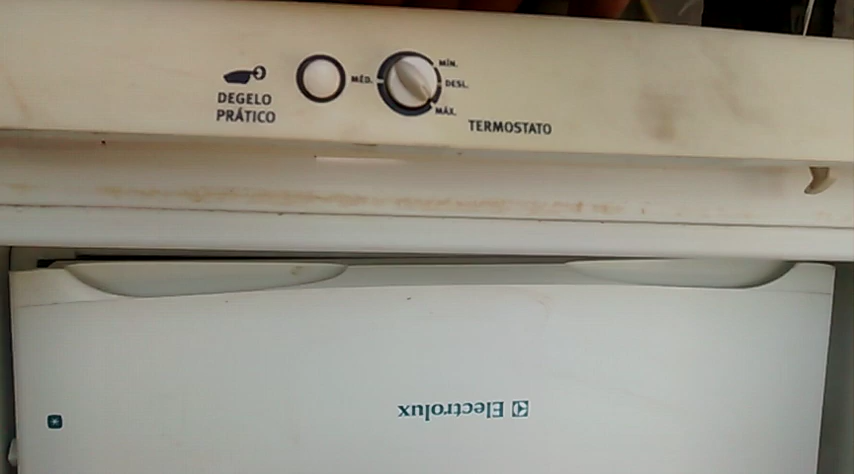 DEGELO
PRÁTICO
MÉD.
MÍN.
DESL.
MÁX.
TERMOSTATO
Electrolux